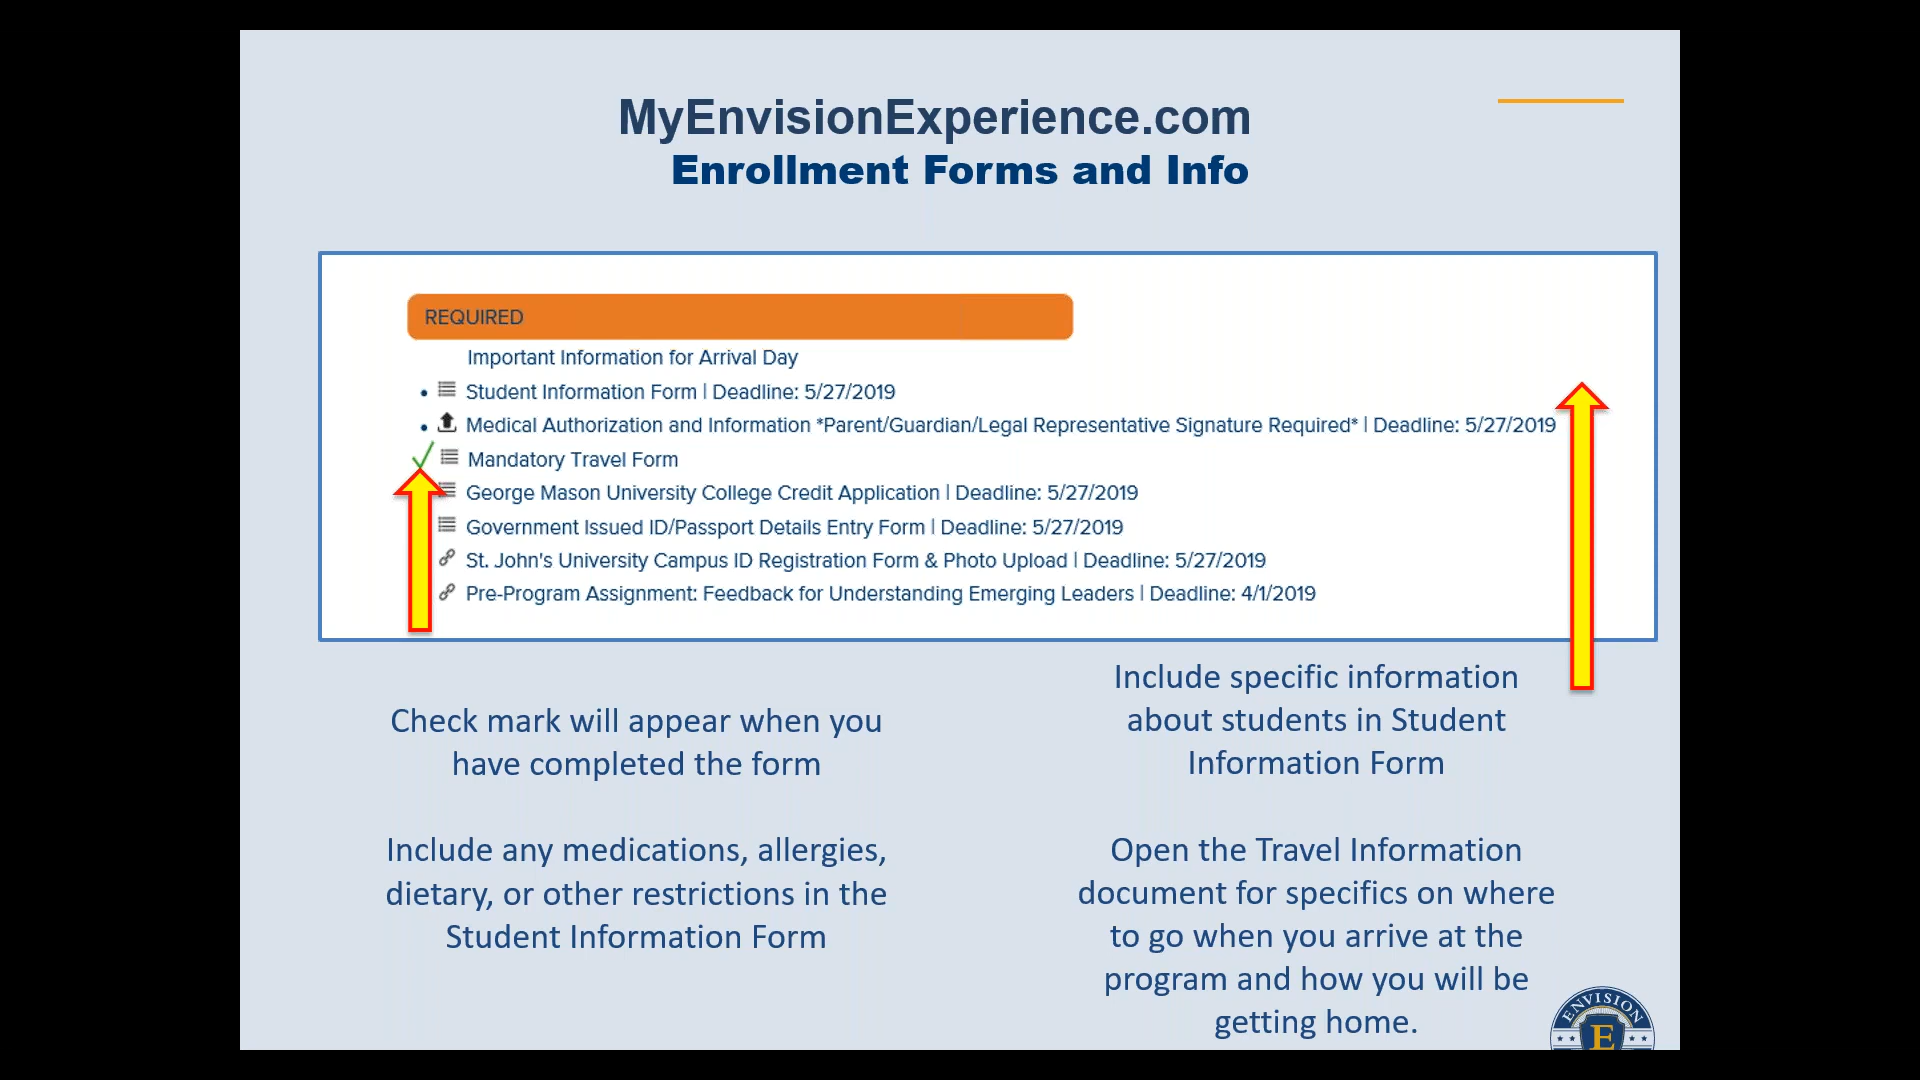 MyEnvisionExperience.com
Enrollment Forms and Info
REQUIRED
Important Information for Arrival Day
Student Information Form | Deadline: 5/27/2019
Medical Authorization and Information *Parent/Guardian/Legal Representative Signature Required* | Deadline: 5/27/2019
Mandatory Travel Form
George Mason University College Credit Application | Deadline: 5/27/2019
Government Issued ID/Passport Details Entry Form | Deadline: 5/27/2019
St. John's University Campus ID Registration Form & Photo Upload | Deadline: 5/27/2019
Pre-Program Assignment: Feedback for Understanding Emerging Leaders | Deadline: 4/1/2019
Check mark will appear when you
have completed the form
Include any medications, allergies,
dietary, or other restrictions in the
Student Information Form
Include specific information
about students in Student
Information Form
Open the Travel Information
document for specifics on where
to go when you arrive at the
program and how you will be
getting home.
ENVISION
E